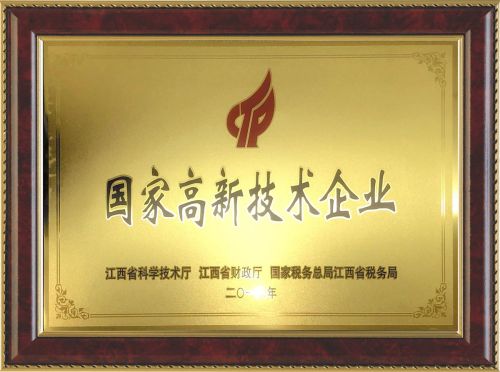 国家高新技术企业
江西省科学技术厅 江西省财政厅 国家税务总局江西省税务局
二〇一 年